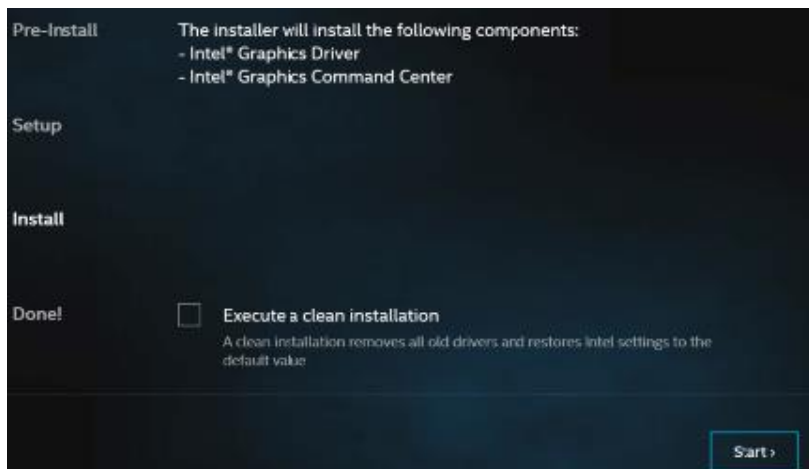 Pre-Install
The installer will install the following components:
- Intel® Graphics Driver
- Intel® Graphics Command Center
Setup
Install
Done!
Execute a clean installation
A clean installation removes all old drivers and restores Intel settings to the
default value
Start ›